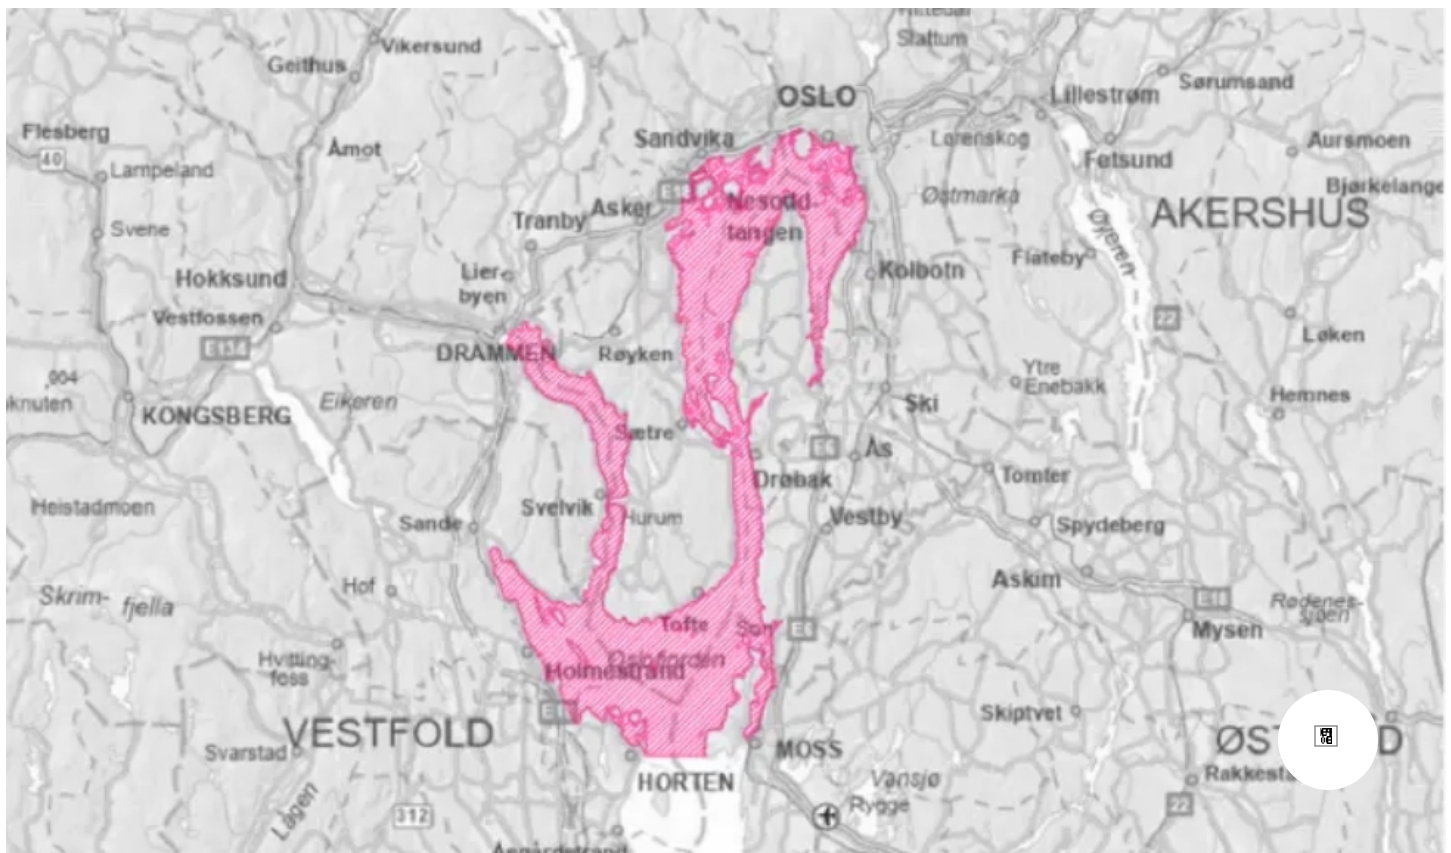 Vikersund
Geithus
Slattum
OSLO
Lillestrøm
Sørumsand
Flesberg
40
Sandvika
Lørenskog
Aursmoen
Åmot
Fetsund
Lampeland
Nesodd-
tangen
Østmarka
Asker
Tranby
AKERSHUS
Svene
Øyeren
Lier-
byen
Kolbotn
Flateby
Hokksund
Vestfossen
22
Løken
E134
DRAMMEN
Røyken
Ytre
Enebakk
904
knuten
KONGSBERG
Eikeren
Ski
Hemnes
Sætre
Ås
Drøbak
Tomter
Heistadmoen
Svelvik
Hurum
Vestby
Sande
Spydeberg
Askim
Hof
Skrim-
fjella
Tofte
Son
E6
Rødenes-
sjøen
Mysen
Hvitting-
foss
Oslofjorden
Holmestrand
Skiptvet
VESTFOLD
Svarstad
MOSS
HORTEN
Vansjø
Rygge
Lågen
312
22